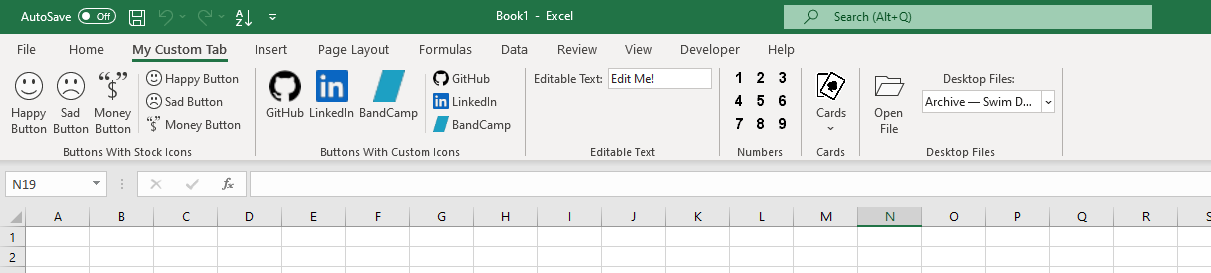 AutoSave Off Book1 - Excel Search (Alt+Q)
File Home My Custom Tab Insert Page Layout Formulas Data Review View Developer Help
Happy Button
Sad Button
Money Button
Happy Button
Sad Button
Money Button
Buttons With Stock Icons
GitHub LinkedIn BandCamp
GitHub
LinkedIn
BandCamp
Buttons With Custom Icons
Editable Text: Edit Me!
Editable Text
1 2 3
4 5 6
7 8 9
Numbers
Cards
Cards
Open
File
Desktop Files:
Archive — Swim D...
Desktop Files
N19 fx
A B C D E F G H I J K L M N O P Q R S
1
2